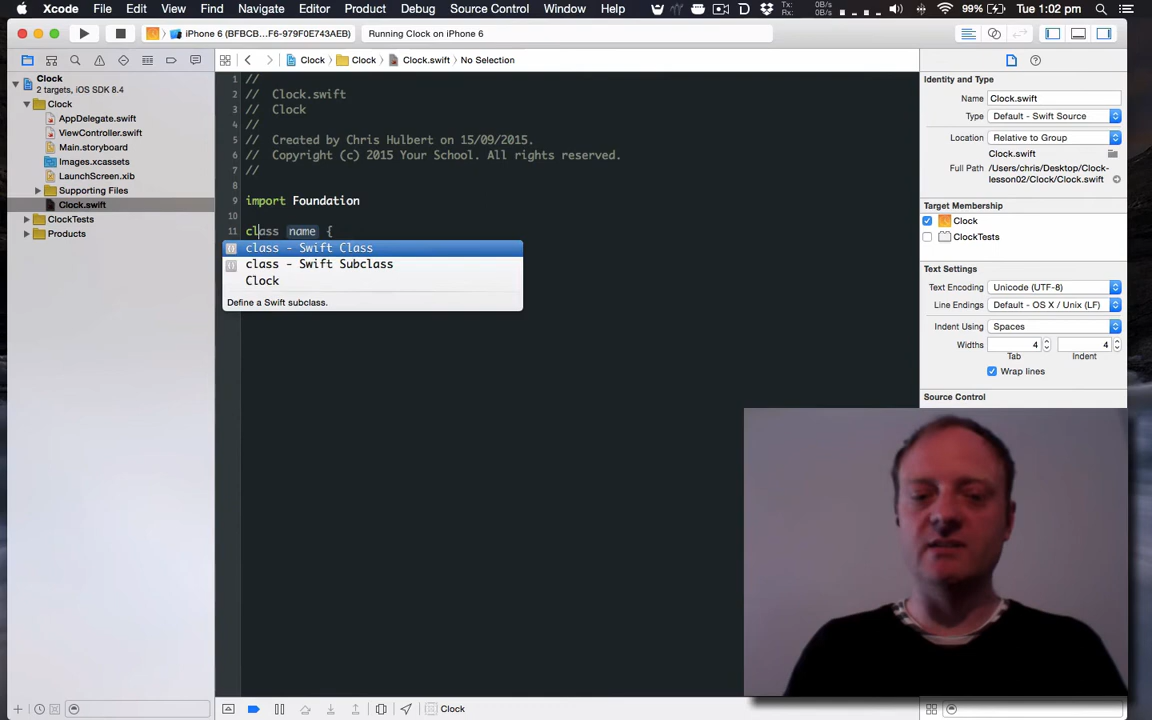 Xcode File Edit View Find Navigate Editor Product Debug Source Control Window Help Tx: 0B/s Rx: 0B/s 99% Tue 1:02 pm
iPhone 6 (BFBCB...F6-979F0E743AEB) Running Clock on iPhone 6
Clock Clock Clock.swift No Selection
Clock
2 targets, iOS SDK 8.4
Clock
AppDelegate.swift
ViewController.swift
Main.storyboard
Images.xcassets
LaunchScreen.xib
Supporting Files
Clock.swift
ClockTests
Products
1 //
2 // Clock.swift
3 // Clock
4 //
5 // Created by Chris Hulbert on 15/09/2015.
6 // Copyright (c) 2015 Your School. All rights reserved.
7 //
8
9 import Foundation
10
11 class name {
class - Swift Class
class - Swift Subclass
Clock
Define a Swift subclass.
Identity and Type
Name Clock.swift
Type Default - Swift Source
Location Relative to Group
Clock.swift
Full Path /Users/chris/Desktop/Clock-
lesson02/Clock/Clock.swift
Target Membership
Clock
ClockTests
Text Settings
Text Encoding Unicode (UTF-8)
Line Endings Default - OS X / Unix (LF)
Indent Using Spaces
Widths 4 4
Tab Indent
Wrap lines
Source Control
Clock